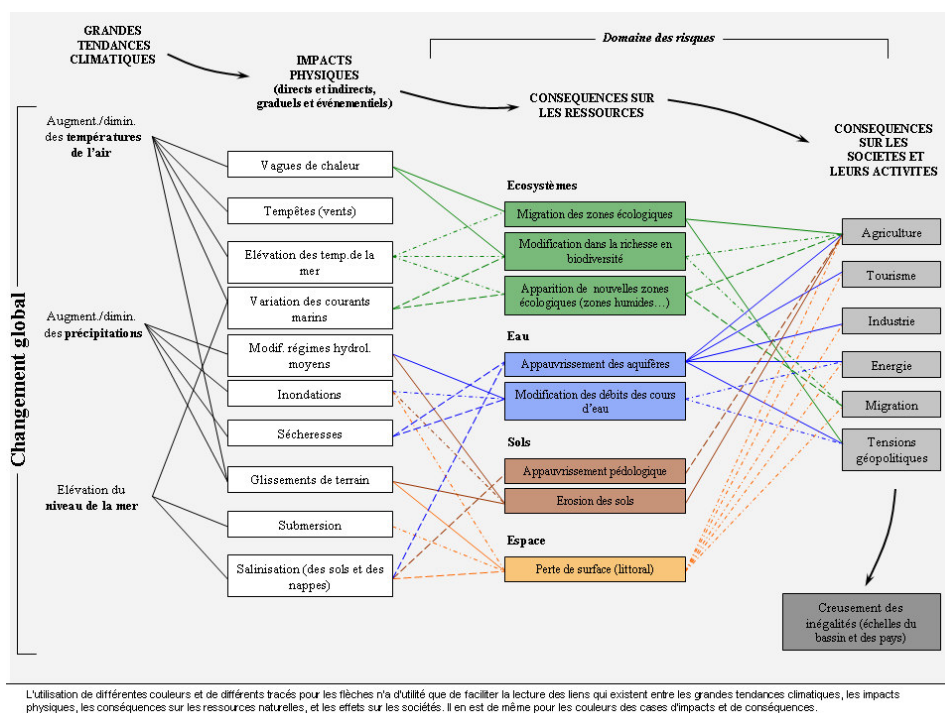 GRANDES
TENDANCES
CLIMATIQUES
IMPACTS
PHYSIQUES
(directs et indirects,
graduels et événementiels)
Domaine des risques
CONSEQUENCES SUR
LES RESSOURCES
CONSEQUENCES
SUR LES
SOCIETES ET
LEURS ACTIVITES
Changement global
Augment./dimin.
des températures
de l'air
Augment./dimin.
des précipitations
Elévation du
niveau de la mer
Vagues de chaleur
Tempêtes (vents)
Elévation des temp.de la
mer
Variation des courants
marins
Modif. régimes hydrol.
moyens
Inondations
Sécheresses
Glissements de terrain
Submersion
Salinisation (des sols et des
nappes)
Ecosystèmes
Migration des zones écologiques
Modification dans la richesse en
biodiversité
Apparition de nouvelles zones
écologiques (zones humides…)
Eau
Appauvrissement des aquifères
Modification des débits des cours
d'eau
Sols
Appauvrissement pédologique
Erosion des sols
Espace
Perte de surface (littoral)
Agriculture
Tourisme
Industrie
Energie
Migration
Tensions
géopolitiques
Creusement des
inégalités (échelles du
bassin et des pays)
L'utilisation de différentes couleurs et de différents tracés pour les flèches n'a d'utilité que de faciliter la lecture des liens qui existent entre les grandes tendances climatiques, les impacts
physiques, les conséquences sur les ressources naturelles, et les effets sur les sociétés. Il en est de même pour les couleurs des cases d'impacts et de conséquences.